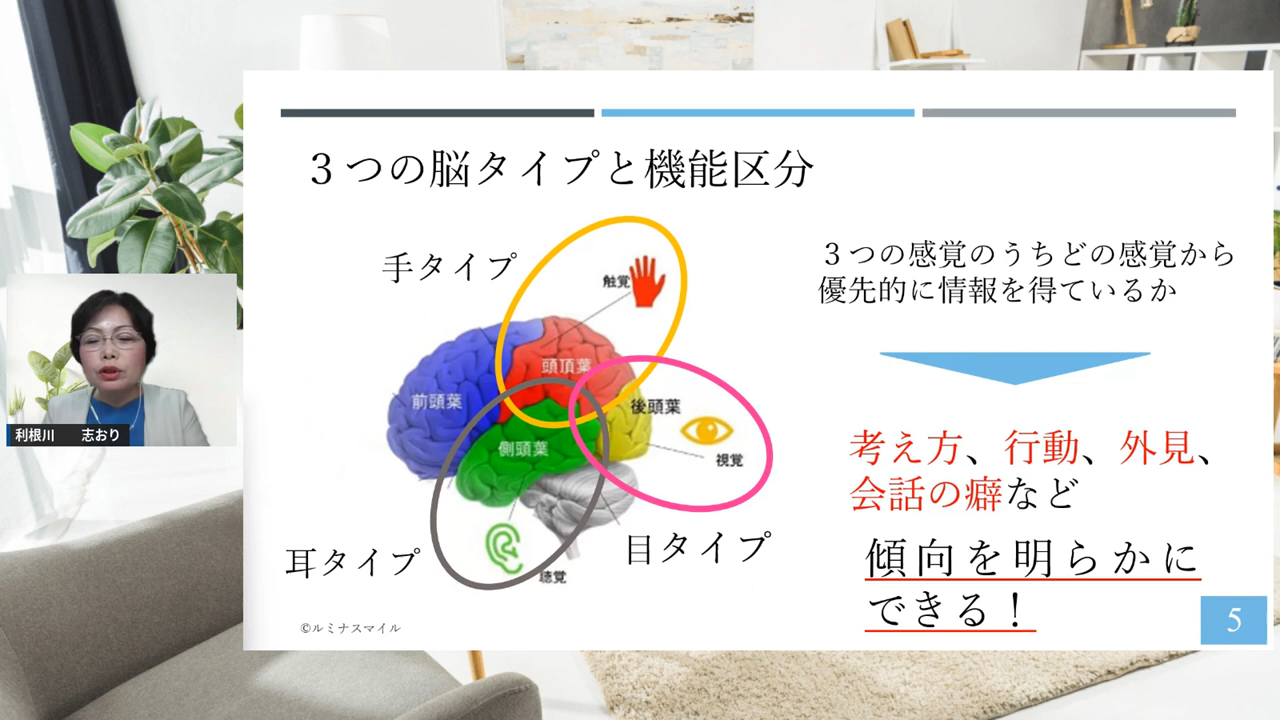 ３つの脳タイプと機能区分
手タイプ
触覚
頭頂葉
前頭葉
後頭葉
側頭葉
視覚
目タイプ
耳タイプ
聴覚
©ルミナスマイル
３つの感覚のうちどの感覚から
優先的に情報を得ているか
考え方、行動、外見、
会話の癖など
傾向を明らかに
できる！
5
利根川　志おり